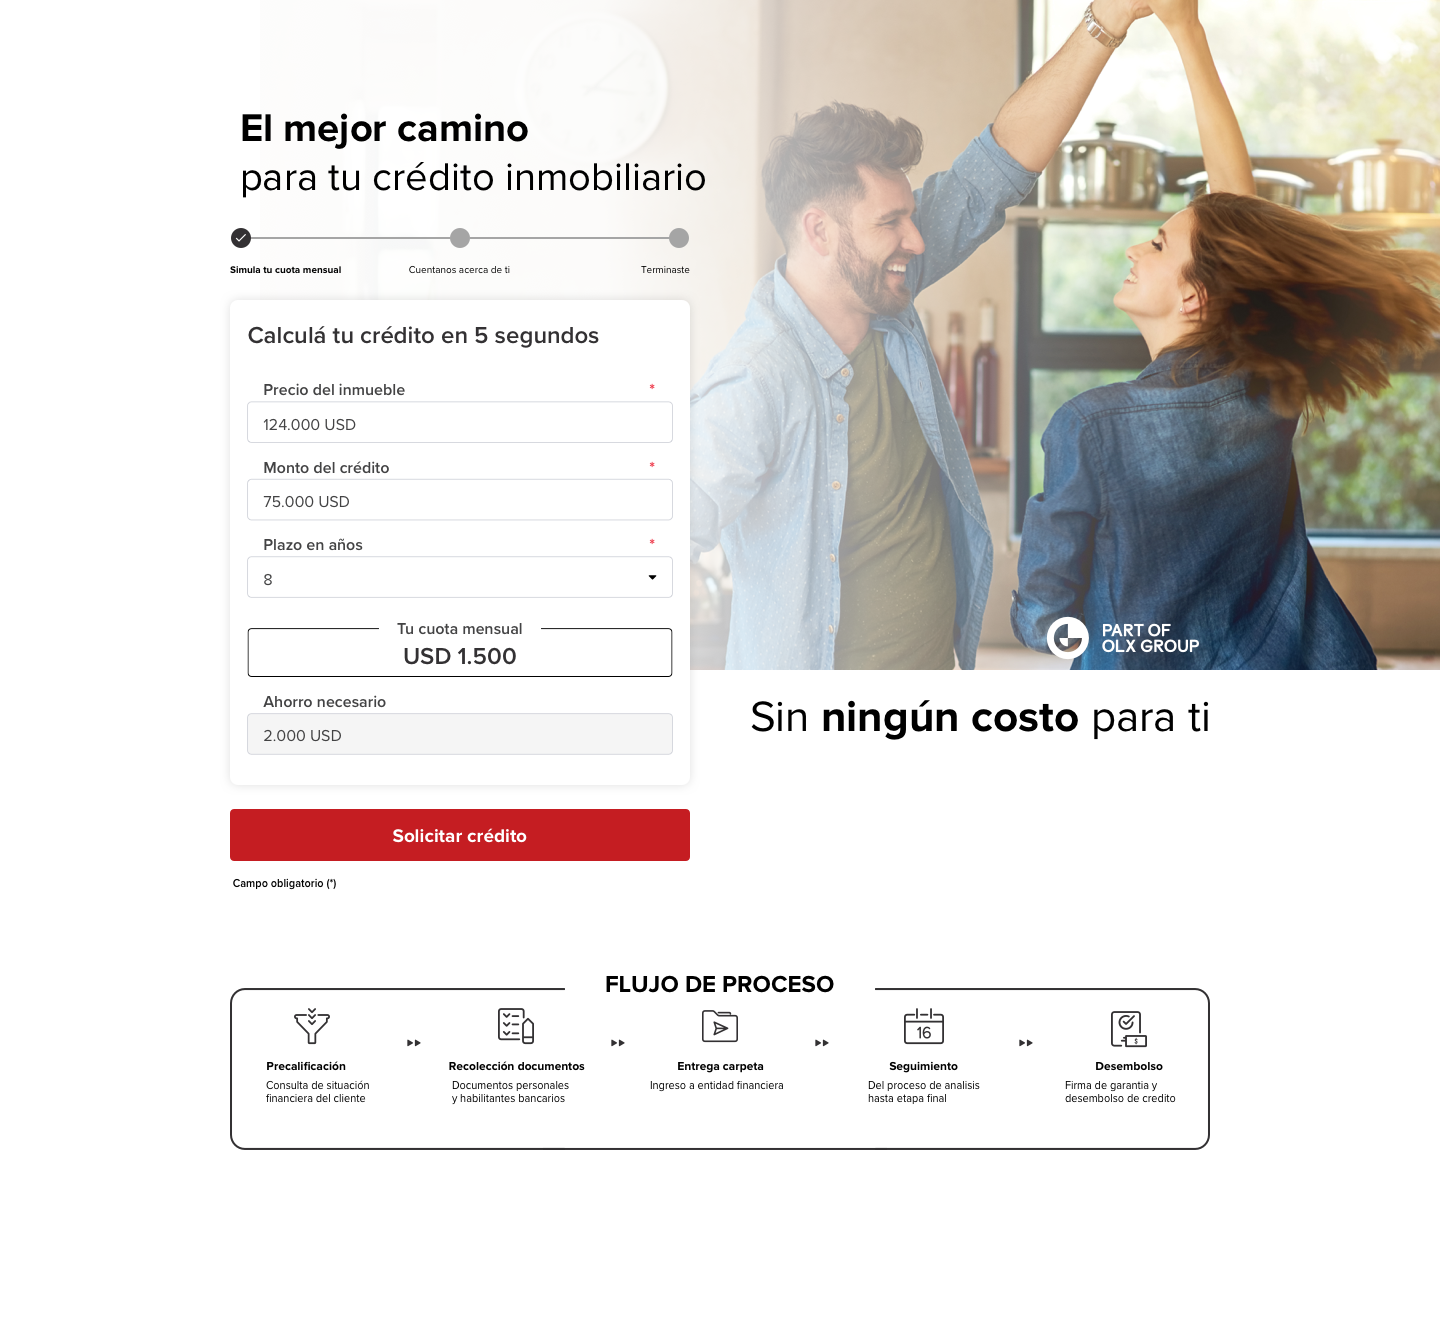 El mejor camino
para tu crédito inmobiliario
Simula tu cuota mensual
Cuentanos acerca de ti
Terminaste
Calculá tu crédito en 5 segundos
Precio del inmueble *
124.000 USD
Monto del crédito *
75.000 USD
Plazo en años *
8
Tu cuota mensual
USD 1.500
Ahorro necesario
2.000 USD
PART OF
OLX GROUP
Sin ningún costo para ti
Solicitar crédito
Campo obligatorio (*)
FLUJO DE PROCESO
Precalificación
Consulta de situación
financiera del cliente
Recolección documentos
Documentos personales
y habilitantes bancarios
Entrega carpeta
Ingreso a entidad financiera
16
Seguimiento
Del proceso de analisis
hasta etapa final
$
Desembolso
Firma de garantia y
desembolso de credito